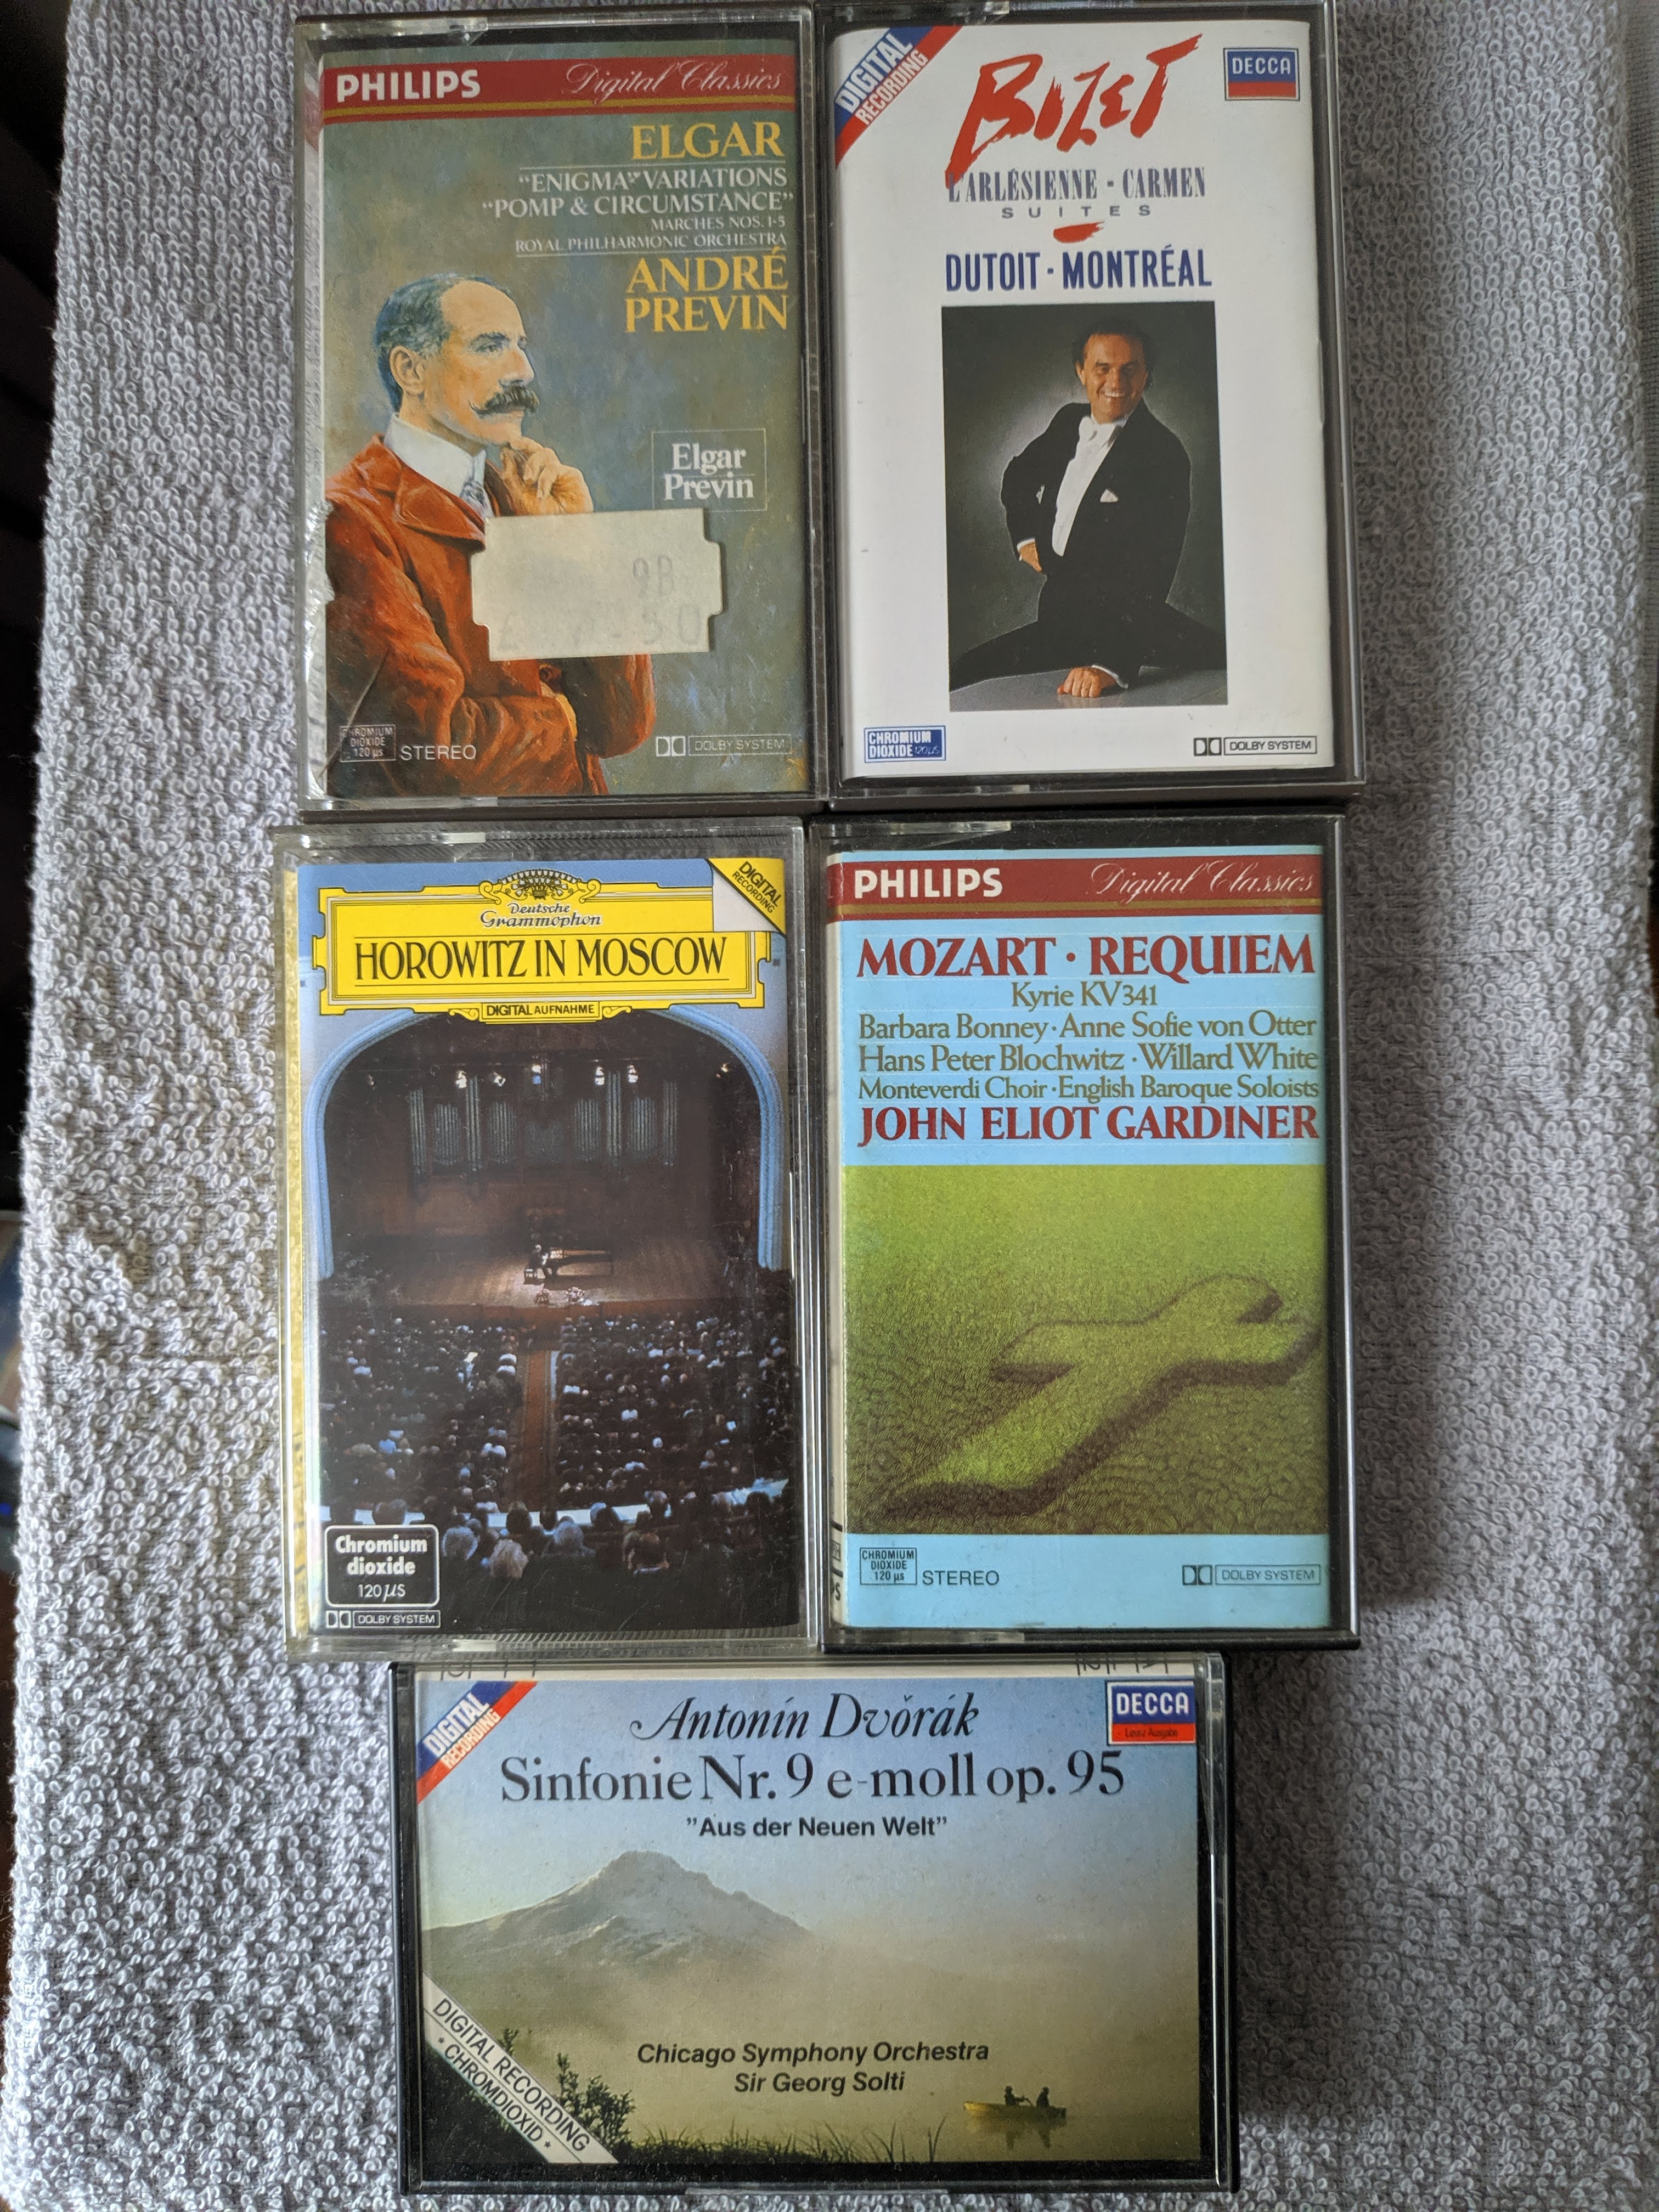 PHILIPS Digital Classics
ELGAR
"ENIGMA" VARIATIONS
"POMP & CIRCUMSTANCE"
MARCHES NOS. 1-5
ROYAL PHILHARMONIC ORCHESTRA
ANDRÉ
PREVIN
Elgar
Previn
9B
CHROMIUM
DIOXIDE
120 µs
STEREO
DOLBY SYSTEM
DIGITAL
RECORDING
BIZET
DECCA
L'ARLÉSIENNE - CARMEN
SUITES
DUTOIT · MONTRÉAL
CHROMIUM
DIOXIDE 120µs
DOLBY SYSTEM
Deutsche
Grammophon
DIGITAL
RECORDING
HOROWITZ IN MOSCOW
DIGITAL AUFNAHME
Chromium
dioxide
120 µs
DOLBY SYSTEM
PHILIPS Digital Classics
MOZART · REQUIEM
Kyrie KV 341
Barbara Bonney · Anne Sofie von Otter
Hans Peter Blochwitz · Willard White
Monteverdi Choir · English Baroque Soloists
JOHN ELIOT GARDINER
CHROMIUM
DIOXIDE
120 µs
STEREO
DOLBY SYSTEM
DIGITAL
RECORDING
Antonín Dvořák
DECCA
Sinfonie Nr. 9 e-moll op. 95
"Aus der Neuen Welt"
Chicago Symphony Orchestra
Sir Georg Solti
DIGITAL RECORDING
* CHROMDIOXID *